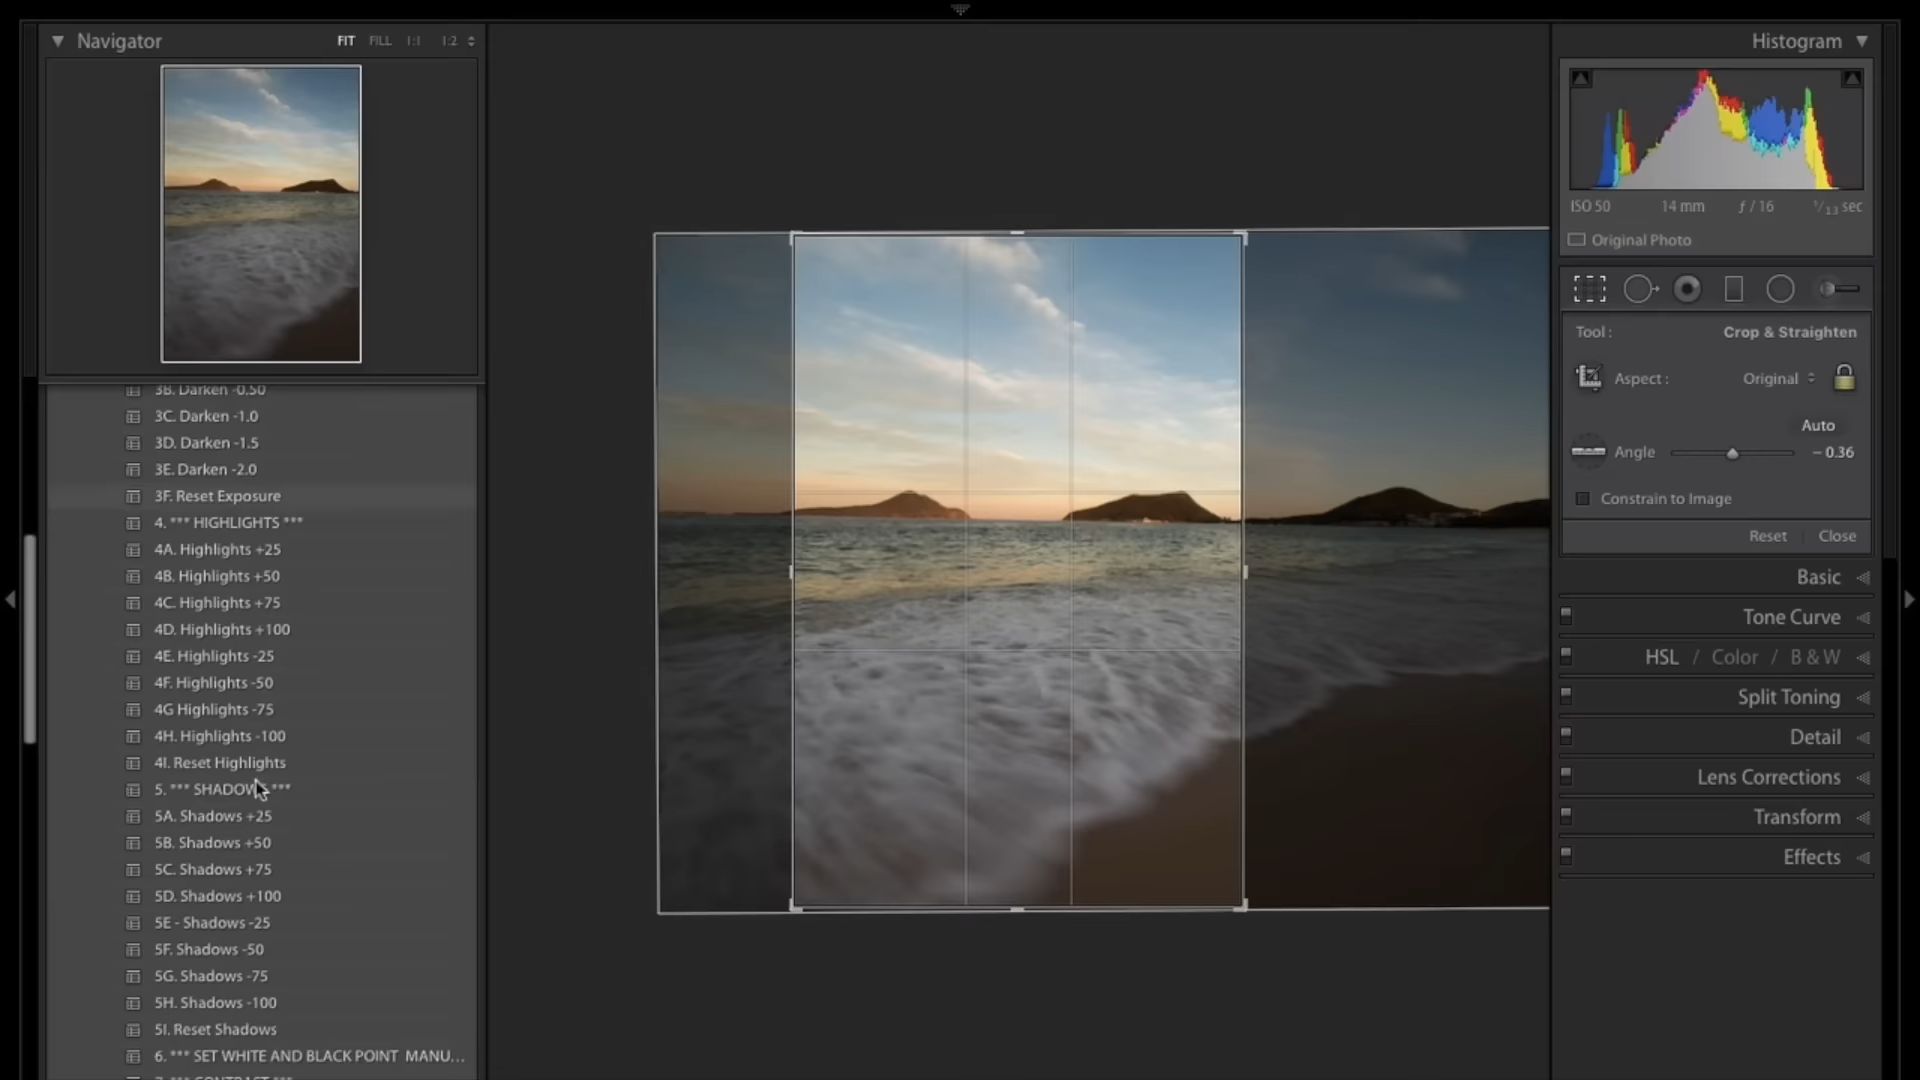 Navigator FIT FILL 1:1 1:2
3B. Darken -0.50
3C. Darken -1.0
3D. Darken -1.5
3E. Darken -2.0
3F. Reset Exposure
4. *** HIGHLIGHTS ***
4A. Highlights +25
4B. Highlights +50
4C. Highlights +75
4D. Highlights +100
4E. Highlights -25
4F. Highlights -50
4G Highlights -75
4H. Highlights -100
4I. Reset Highlights
5. *** SHADOWS ***
5A. Shadows +25
5B. Shadows +50
5C. Shadows +75
5D. Shadows +100
5E - Shadows -25
5F. Shadows -50
5G. Shadows -75
5H. Shadows -100
5I. Reset Shadows
6. *** SET WHITE AND BLACK POINT MANU...
7. *** CONTRAST ***
Histogram
ISO 50 14 mm ƒ / 16 1/13 sec
Original Photo
Tool : Crop & Straighten
Aspect : Original
Auto
Angle - 0.36
Constrain to Image
Reset Close
Basic
Tone Curve
HSL / Color / B & W
Split Toning
Detail
Lens Corrections
Transform
Effects